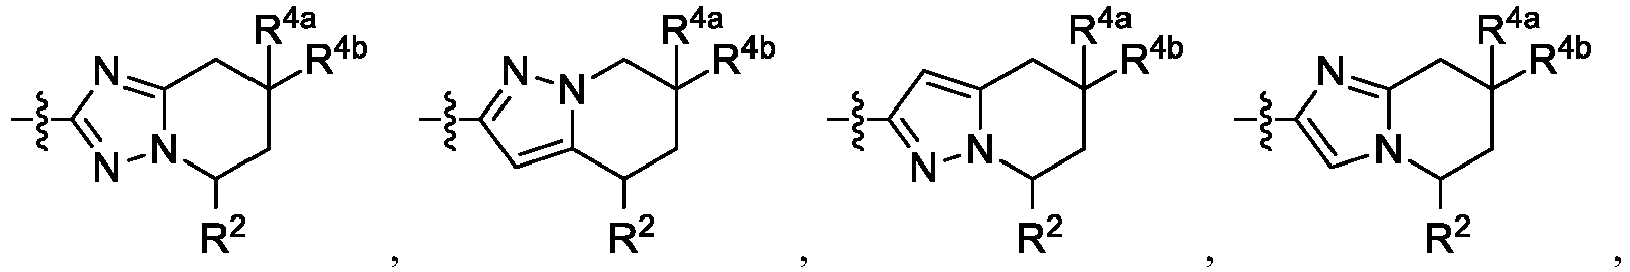 R4a R4a R4a R4a
N R4b N R4b R4b N R4b
N
N N N N N
R2 , R2 , R2 , R2 ,